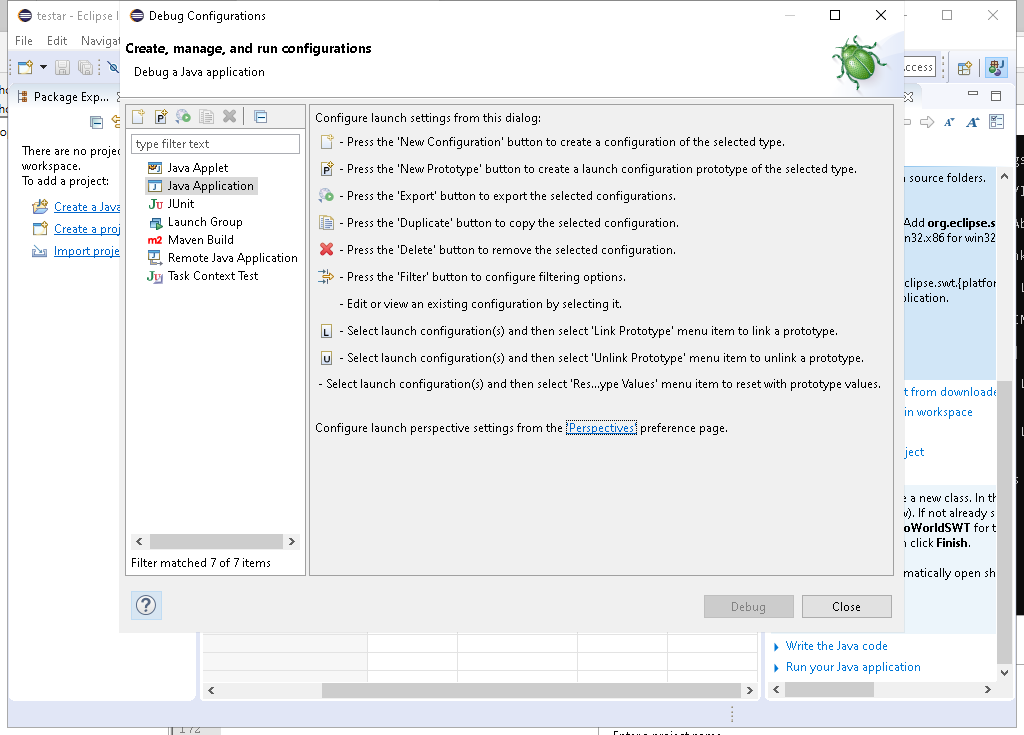 testar - Eclipse
Debug Configurations
File Edit
Create, manage, and run configurations
Debug a Java application
Package Exp...
type filter text
Java Applet
Java Application
JUnit
Launch Group
Maven Build
Remote Java Application
Task Context Test
Filter matched 7 of 7 items
Configure launch settings from this dialog:
- Press the 'New Configuration' button to create a configuration of the selected type.
- Press the 'New Prototype' button to create a launch configuration prototype of the selected type.
- Press the 'Export' button to export the selected configurations.
- Press the 'Duplicate' button to copy the selected configuration.
- Press the 'Delete' button to remove the selected configuration.
- Press the 'Filter' button to configure filtering options.
- Edit or view an existing configuration by selecting it.
L - Select launch configuration(s) and then select 'Link Prototype' menu item to link a prototype.
U - Select launch configuration(s) and then select 'Unlink Prototype' menu item to unlink a prototype.
- Select launch configuration(s) and then select 'Res...ype Values' menu item to reset with prototype values.
Configure launch perspective settings from the 'Perspectives' preference page.
Debug Close
There are no
workspace.
To add a project:
Create a Java
Create a
Import
source folders.
Add org.eclipse.s
n32.x86 for win32
clipse.swt.{platfor
plication.
t from downloade
in workspace
ject
e a new class. In th
w). If not already s
oWorldSWT for t
click Finish.
matically open sh
Write the Java code
Run your Java application
172
Enter a project name